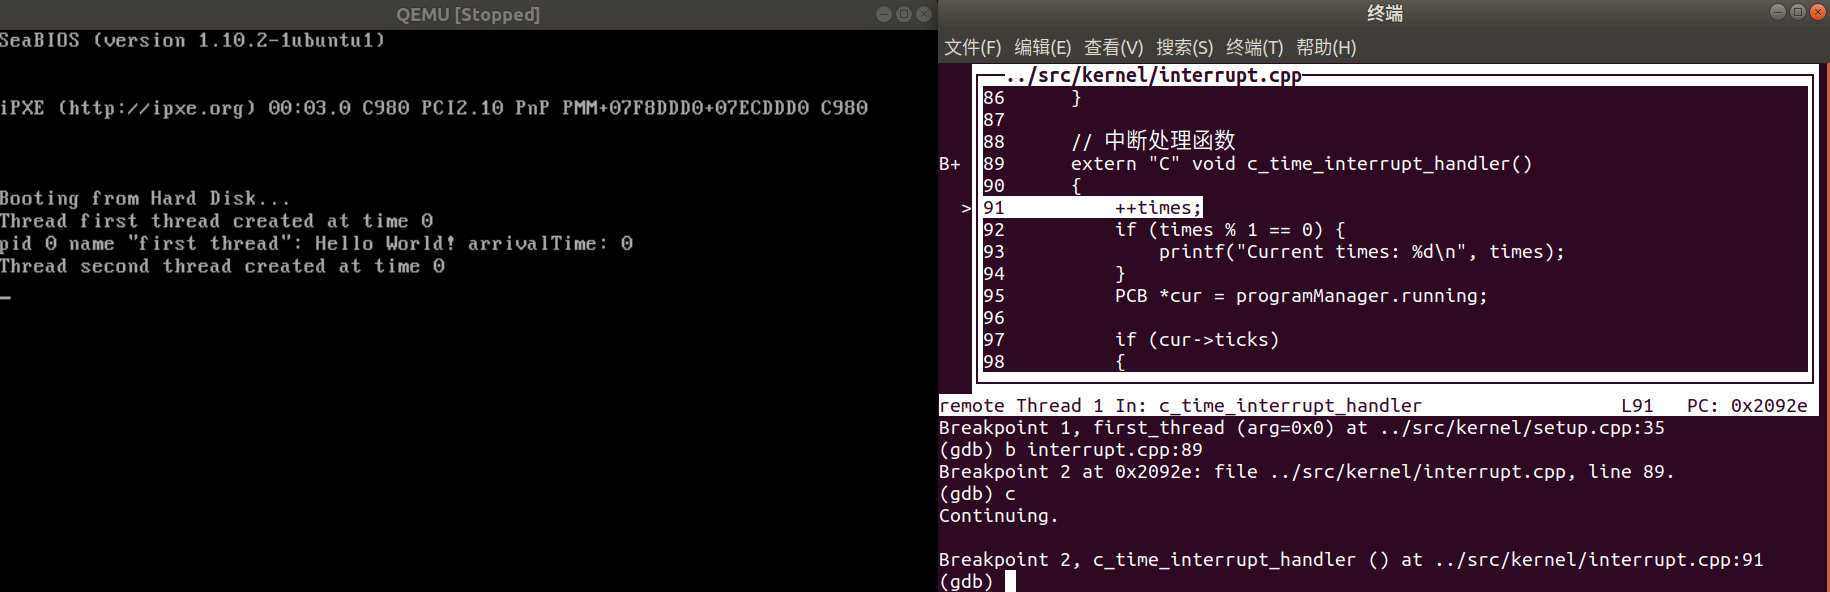 QEMU [Stopped]
SeaBIOS (version 1.10.2-1ubuntu1)
iPXE (http://ipxe.org) 00:03.0 C980 PCI2.10 PnP PMM+07F8DDD0+07ECDDD0 C980
Booting from Hard Disk...
Thread first thread created at time 0
pid 0 name "first thread": Hello World! arrivalTime: 0
Thread second thread created at time 0
终端
文件(F) 编辑(E) 查看(V) 搜索(S) 终端(T) 帮助(H)
../src/kernel/interrupt.cpp
86 }
87
88 // 中断处理函数
B+ 89 extern "C" void c_time_interrupt_handler()
90 {
> 91 ++times;
92 if (times % 1 == 0) {
93 printf("Current times: %d\n", times);
94 }
95 PCB *cur = programManager.running;
96
97 if (cur->ticks)
98 {
remote Thread 1 In: c_time_interrupt_handler L91 PC: 0x2092e
Breakpoint 1, first_thread (arg=0x0) at ../src/kernel/setup.cpp:35
(gdb) b interrupt.cpp:89
Breakpoint 2 at 0x2092e: file ../src/kernel/interrupt.cpp, line 89.
(gdb) c
Continuing.
Breakpoint 2, c_time_interrupt_handler () at ../src/kernel/interrupt.cpp:91
(gdb)